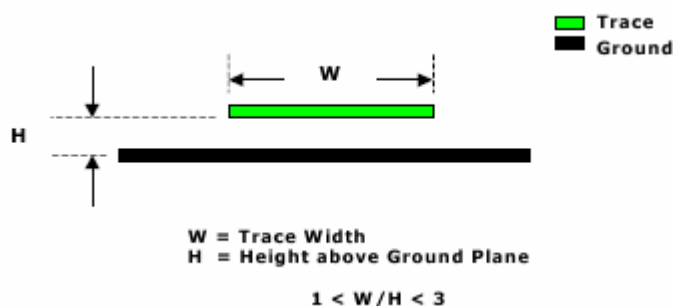 Trace
Ground
W
H
W = Trace Width
H = Height above Ground Plane
1 < W/H < 3